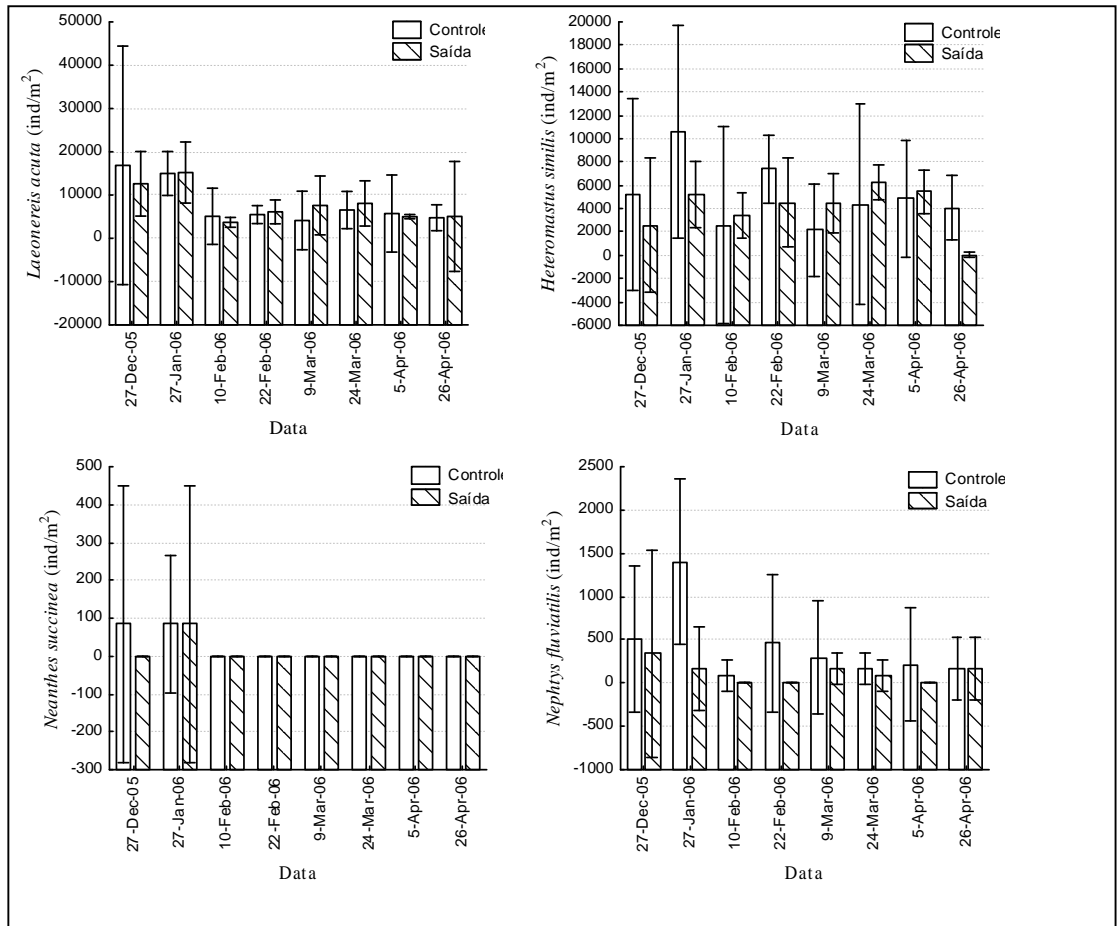 Laeonereis acuta (ind/m²)
50000
40000
30000
20000
10000
0
-10000
-20000
Controle
Saída
27-Dec-05
27-Jan-06
10-Feb-06
22-Feb-06
9-Mar-06
24-Mar-06
5-Apr-06
26-Apr-06
Data
Heteromastus similis (ind/m²)
20000
18000
16000
14000
12000
10000
8000
6000
4000
2000
0
-2000
-4000
-6000
Controle
Saída
27-Dec-05
27-Jan-06
10-Feb-06
22-Feb-06
9-Mar-06
24-Mar-06
5-Apr-06
26-Apr-06
Data
Neanthes succinea (ind/m²)
500
400
300
200
100
0
-100
-200
-300
Controle
Saída
27-Dec-05
27-Jan-06
10-Feb-06
22-Feb-06
9-Mar-06
24-Mar-06
5-Apr-06
26-Apr-06
Data
Nephtys fluviatilis (ind/m²)
2500
2000
1500
1000
500
0
-500
-1000
Controle
Saída
27-Dec-05
27-Jan-06
10-Feb-06
22-Feb-06
9-Mar-06
24-Mar-06
5-Apr-06
26-Apr-06
Data